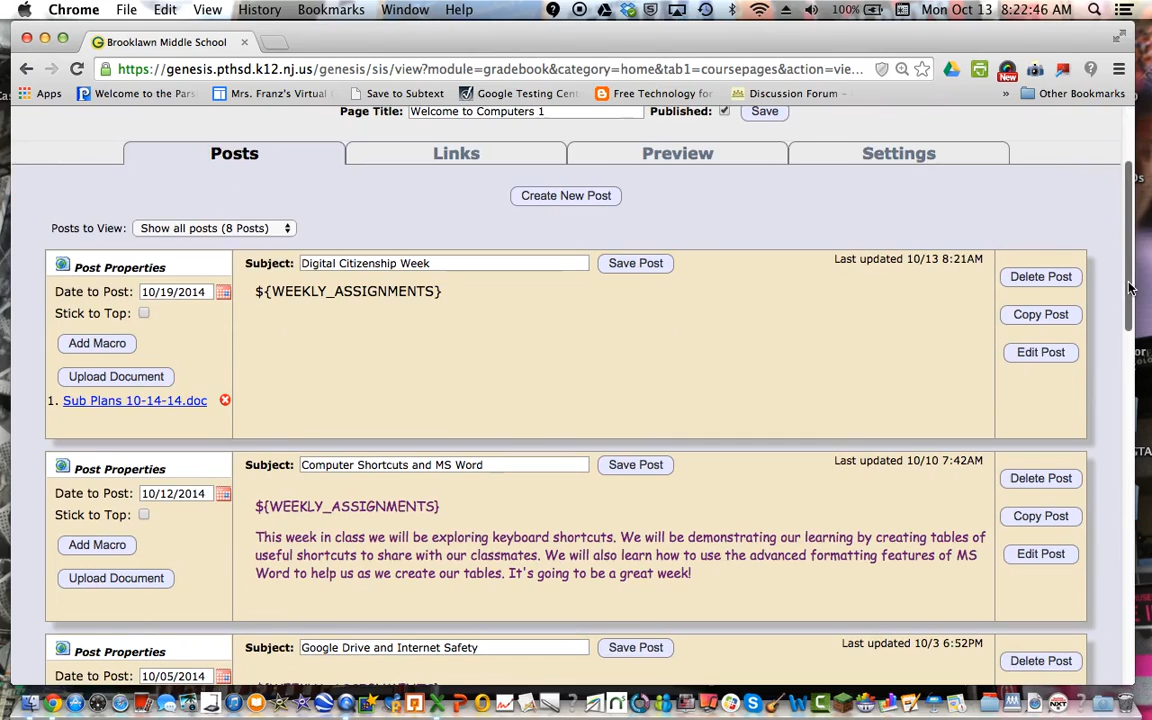 Chrome File Edit View History Bookmarks Window Help 100% Mon Oct 13 8:22:46 AM
Brooklawn Middle School
https://genesis.pthsd.k12.nj.us/genesis/sis/view?module=gradebook&category=home&tab1=coursepages&action=vie...
New
Apps Welcome to the Pars Mrs. Franz's Virtual Save to Subtext Google Testing Cent Free Technology for Discussion Forum – » Other Bookmarks
Page Title: Welcome to Computers 1 Published: Save
Posts Links Preview Settings
Create New Post
Posts to View: Show all posts (8 Posts)
Post Properties Subject: Digital Citizenship Week Save Post Last updated 10/13 8:21AM
Delete Post
Date to Post: 10/19/2014 ${WEEKLY_ASSIGNMENTS}
Stick to Top: Copy Post
Add Macro Edit Post
Upload Document
1. Sub Plans 10-14-14.doc
Post Properties Subject: Computer Shortcuts and MS Word Save Post Last updated 10/10 7:42AM
Delete Post
Date to Post: 10/12/2014 ${WEEKLY_ASSIGNMENTS}
Stick to Top: Copy Post
This week in class we will be exploring keyboard shortcuts. We will be demonstrating our learning by creating tables of
Add Macro useful shortcuts to share with our classmates. We will also learn how to use the advanced formatting features of MS Edit Post
Word to help us as we create our tables. It's going to be a great week!
Upload Document
Post Properties Subject: Google Drive and Internet Safety Save Post Last updated 10/3 6:52PM
Delete Post
Date to Post: 10/05/2014